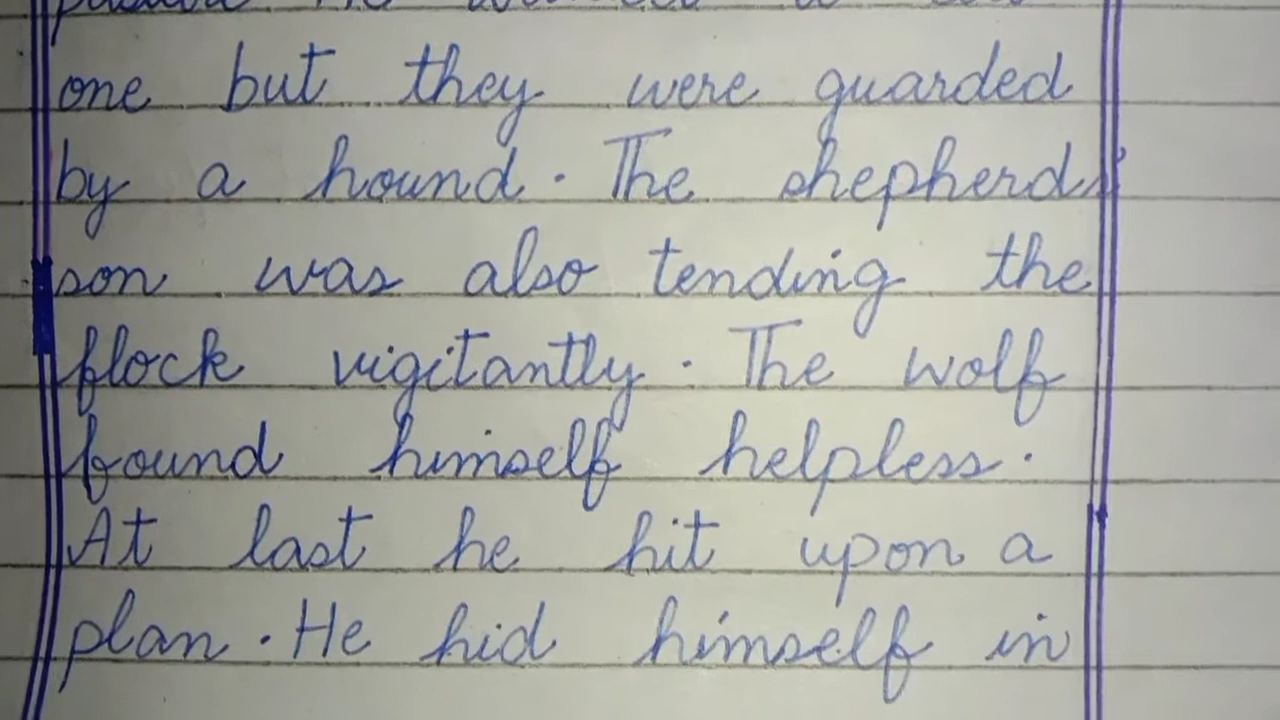 one but they were guarded
by a hound. The shepherd's
son was also tending the
flock vigitantly. The wolf
found himself helpless.
At last he hit upon a
plan. He hid himself in